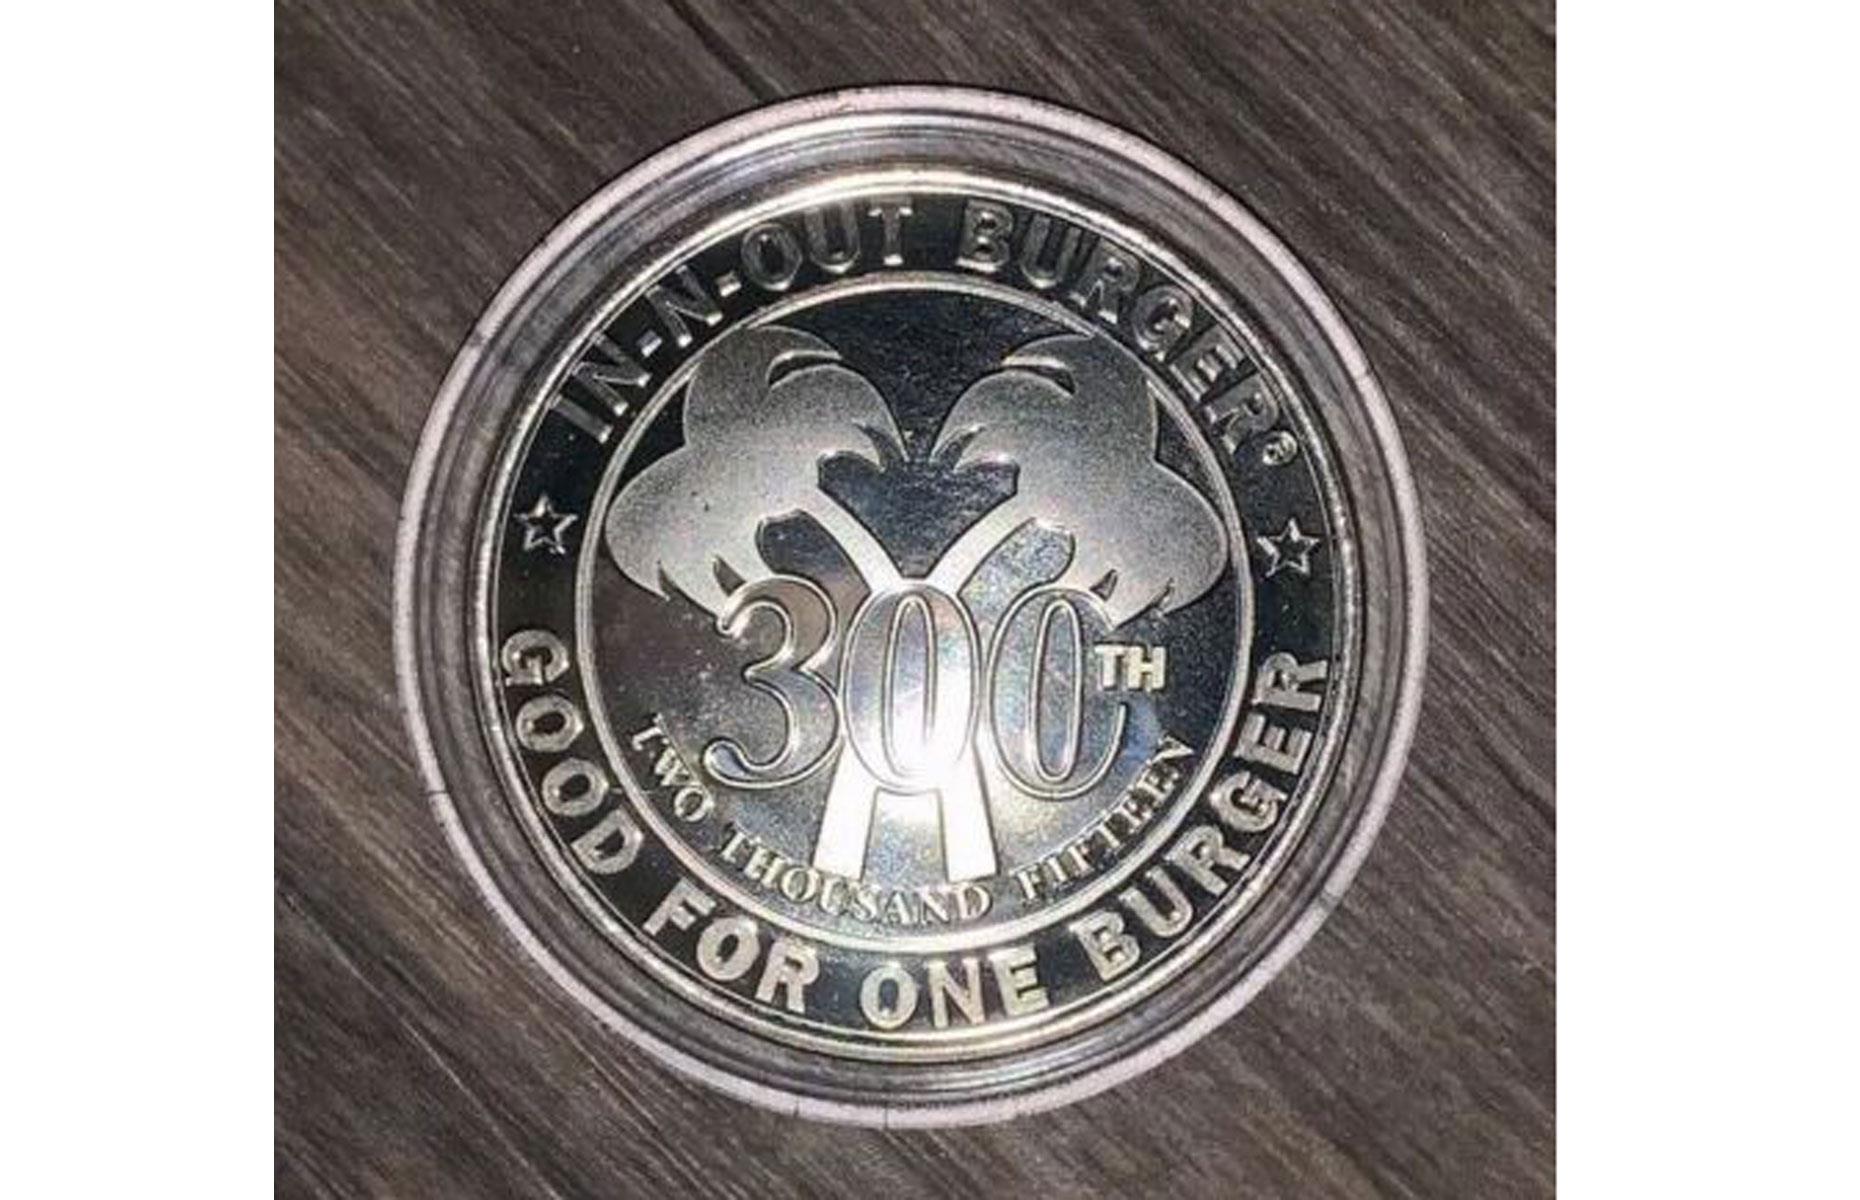 IN-N-OUT BURGER®
300TH
TWO THOUSAND FIFTEEN
GOOD FOR ONE BURGER